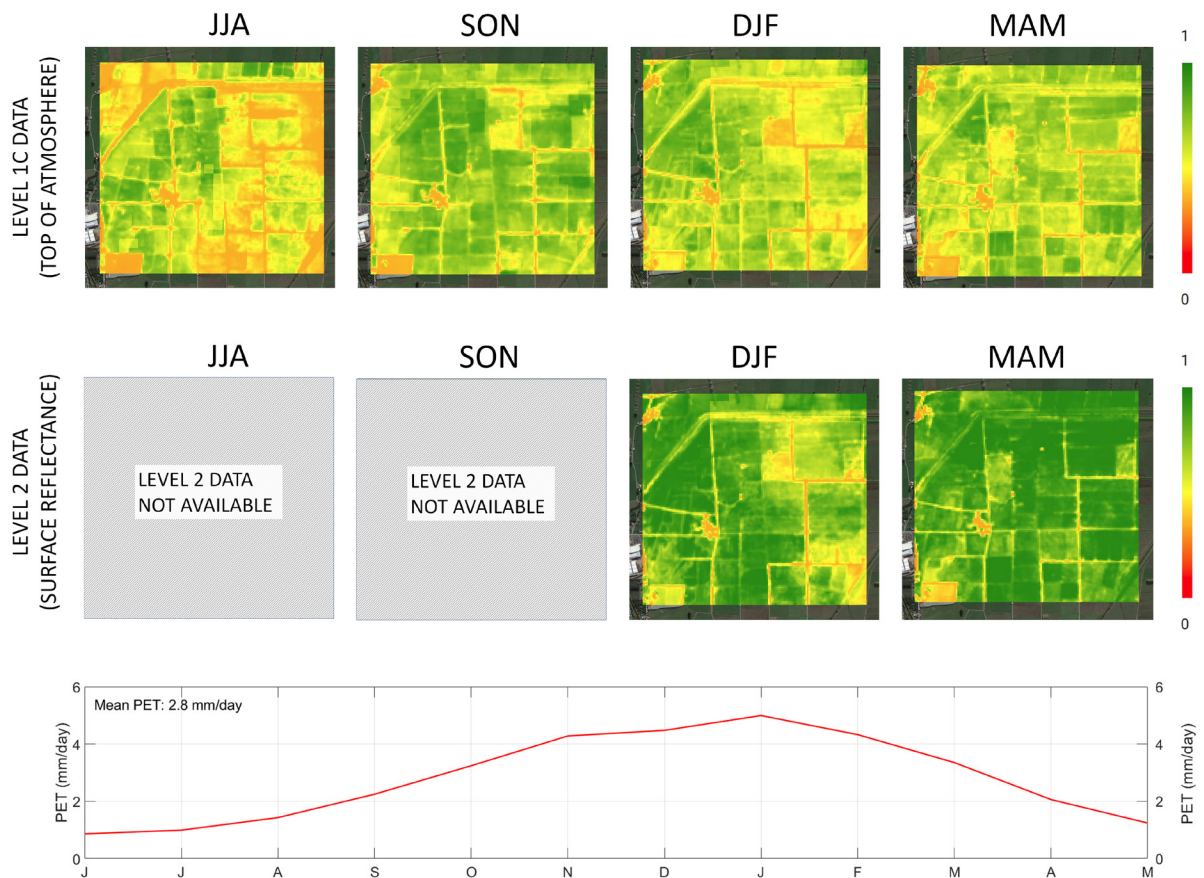 JJA SON DJF MAM
LEVEL 1C DATA
(TOP OF ATMOSPHERE)
1
0
JJA SON DJF MAM
LEVEL 2 DATA
(SURFACE REFLECTANCE)
LEVEL 2 DATA
NOT AVAILABLE
LEVEL 2 DATA
NOT AVAILABLE
1
0
Mean PET: 2.8 mm/day
PET (mm/day)
6
4
2
0
6
4
2
0
PET (mm/day)
J J A S O N D J F M A M